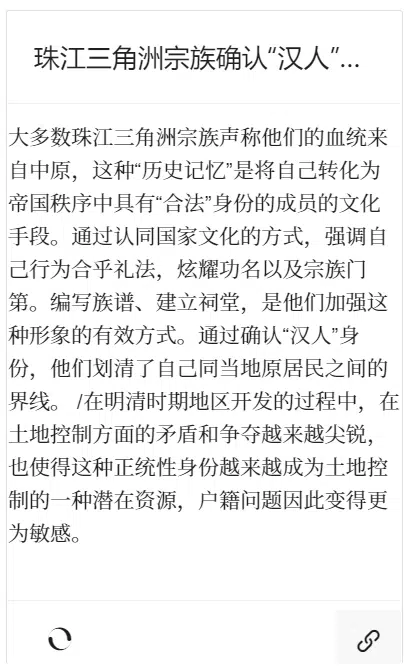 珠江三角洲宗族确认“汉人”...
大多数珠江三角洲宗族声称他们的血统来
自中原，这种“历史记忆”是将自己转化为
帝国秩序中具有“合法”身份的成员的文化
手段。通过认同国家文化的方式，强调自
己行为合乎礼法，炫耀功名以及宗族门
第。编写族谱、建立祠堂，是他们加强这
种形象的有效方式。通过确认“汉人”身
份，他们划清了自己同当地原居民之间的
界线。 /在明清时期地区开发的过程中，在
土地控制方面的矛盾和争夺越来越尖锐，
也使得这种正统性身份越来越成为土地控
制的一种潜在资源，户籍问题因此变得更
为敏感。